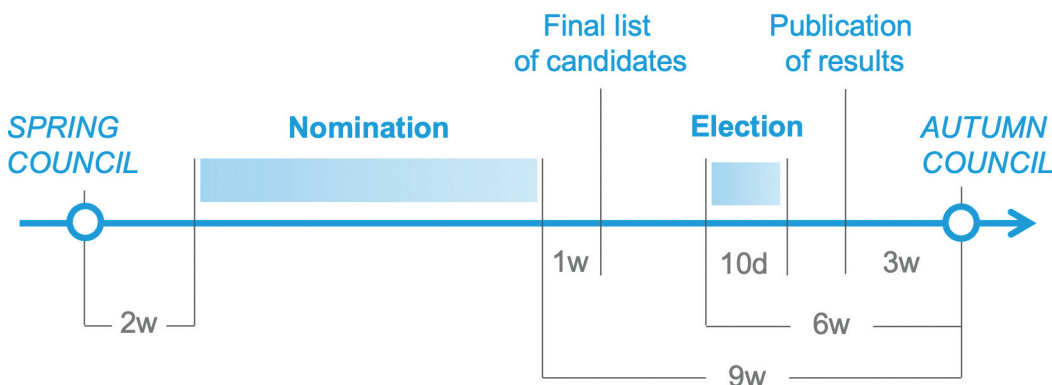 Final list
of candidates
Publication
of results
SPRING
COUNCIL
Nomination
Election
AUTUMN
COUNCIL
1w
10d
3w
2w
6w
9w